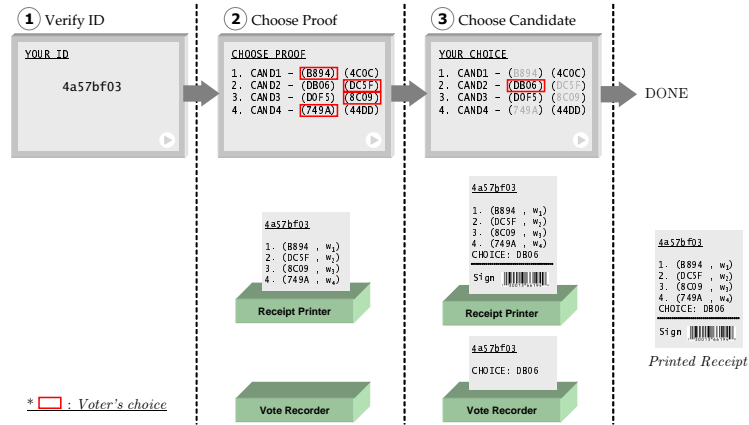 1 Verify ID
YOUR ID
4a57bf03
2 Choose Proof
CHOOSE PROOF
1. CAND1 - (B894) (4C0C)
2. CAND2 - (DB06) (DC5F)
3. CAND3 - (D0F5) (8C09)
4. CAND4 - (749A) (44DD)
3 Choose Candidate
YOUR CHOICE
1. CAND1 - (B894) (4C0C)
2. CAND2 - (DB06) (DC5F)
3. CAND3 - (D0F5) (8C09)
4. CAND4 - (749A) (44DD)
DONE
4a57bf03
1. (B894 , w₁)
2. (DC5F , w₂)
3. (8C09 , w₃)
4. (749A , w₄)
Receipt Printer
4a57bf03
1. (B894 , w₁)
2. (DC5F , w₂)
3. (8C09 , w₃)
4. (749A , w₄)
CHOICE: DB06
Sign
Receipt Printer
4a57bf03
1. (B894 , w₁)
2. (DC5F , w₂)
3. (8C09 , w₃)
4. (749A , w₄)
CHOICE: DB06
Sign
Printed Receipt
Vote Recorder
4a57bf03
CHOICE: DB06
Vote Recorder
* : Voter's choice